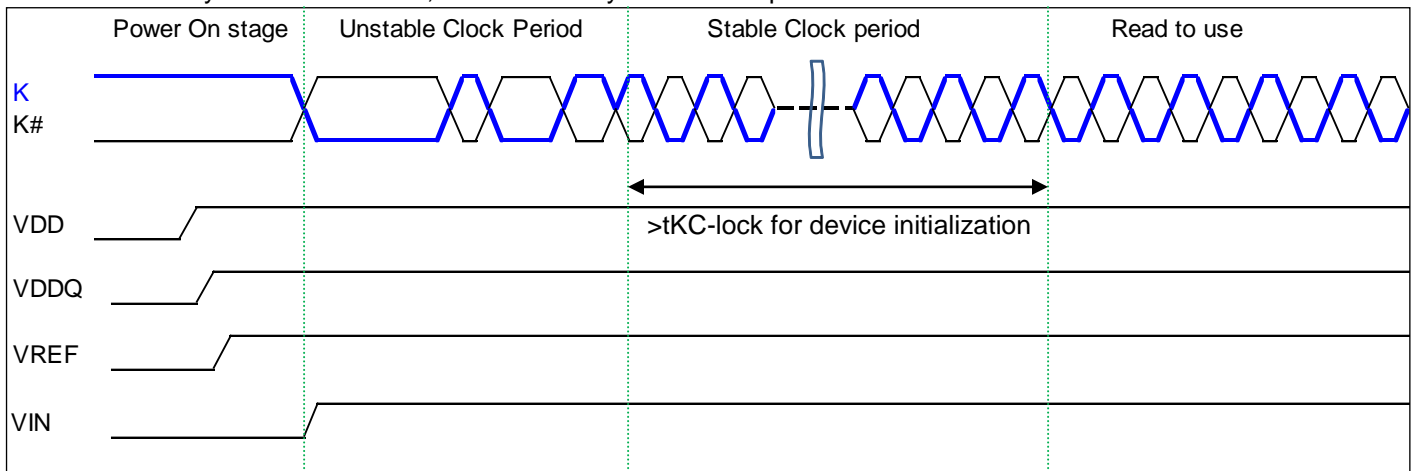 Power On stage Unstable Clock Period Stable Clock period Read to use
K
K#
VDD
>tKC-lock for device initialization
VDDQ
VREF
VIN